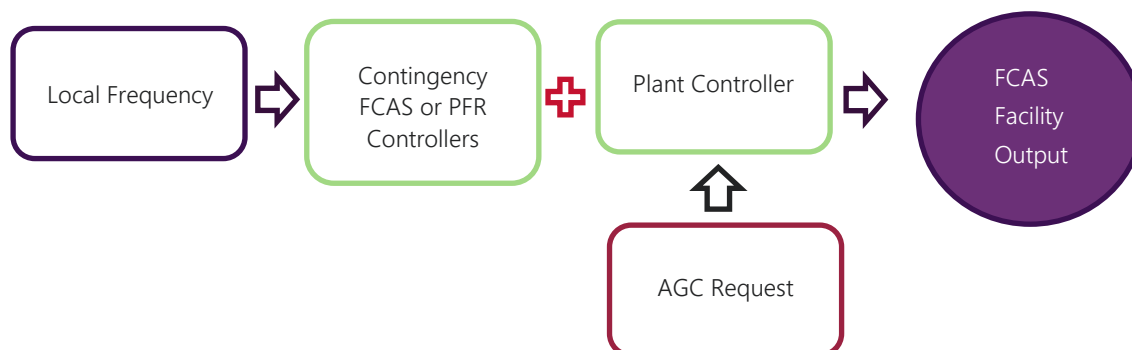 Local Frequency
Contingency
FCAS or PFR
Controllers
Plant Controller
FCAS
Facility
Output
AGC Request